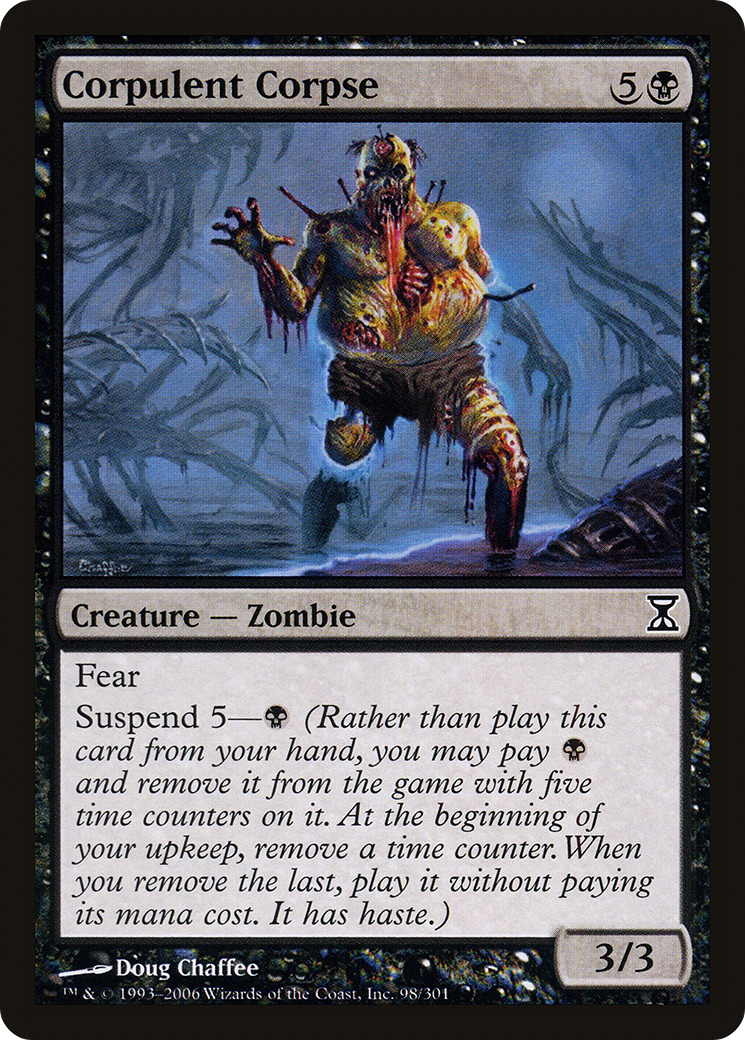 Corpulent Corpse 5
Chaffee
Creature — Zombie
Fear
Suspend 5— (Rather than play this
card from your hand, you may pay
and remove it from the game with five
time counters on it. At the beginning of
your upkeep, remove a time counter. When
you remove the last, play it without paying
its mana cost. It has haste.)
3/3
Doug Chaffee
™ & © 1993–2006 Wizards of the Coast, Inc. 98/301